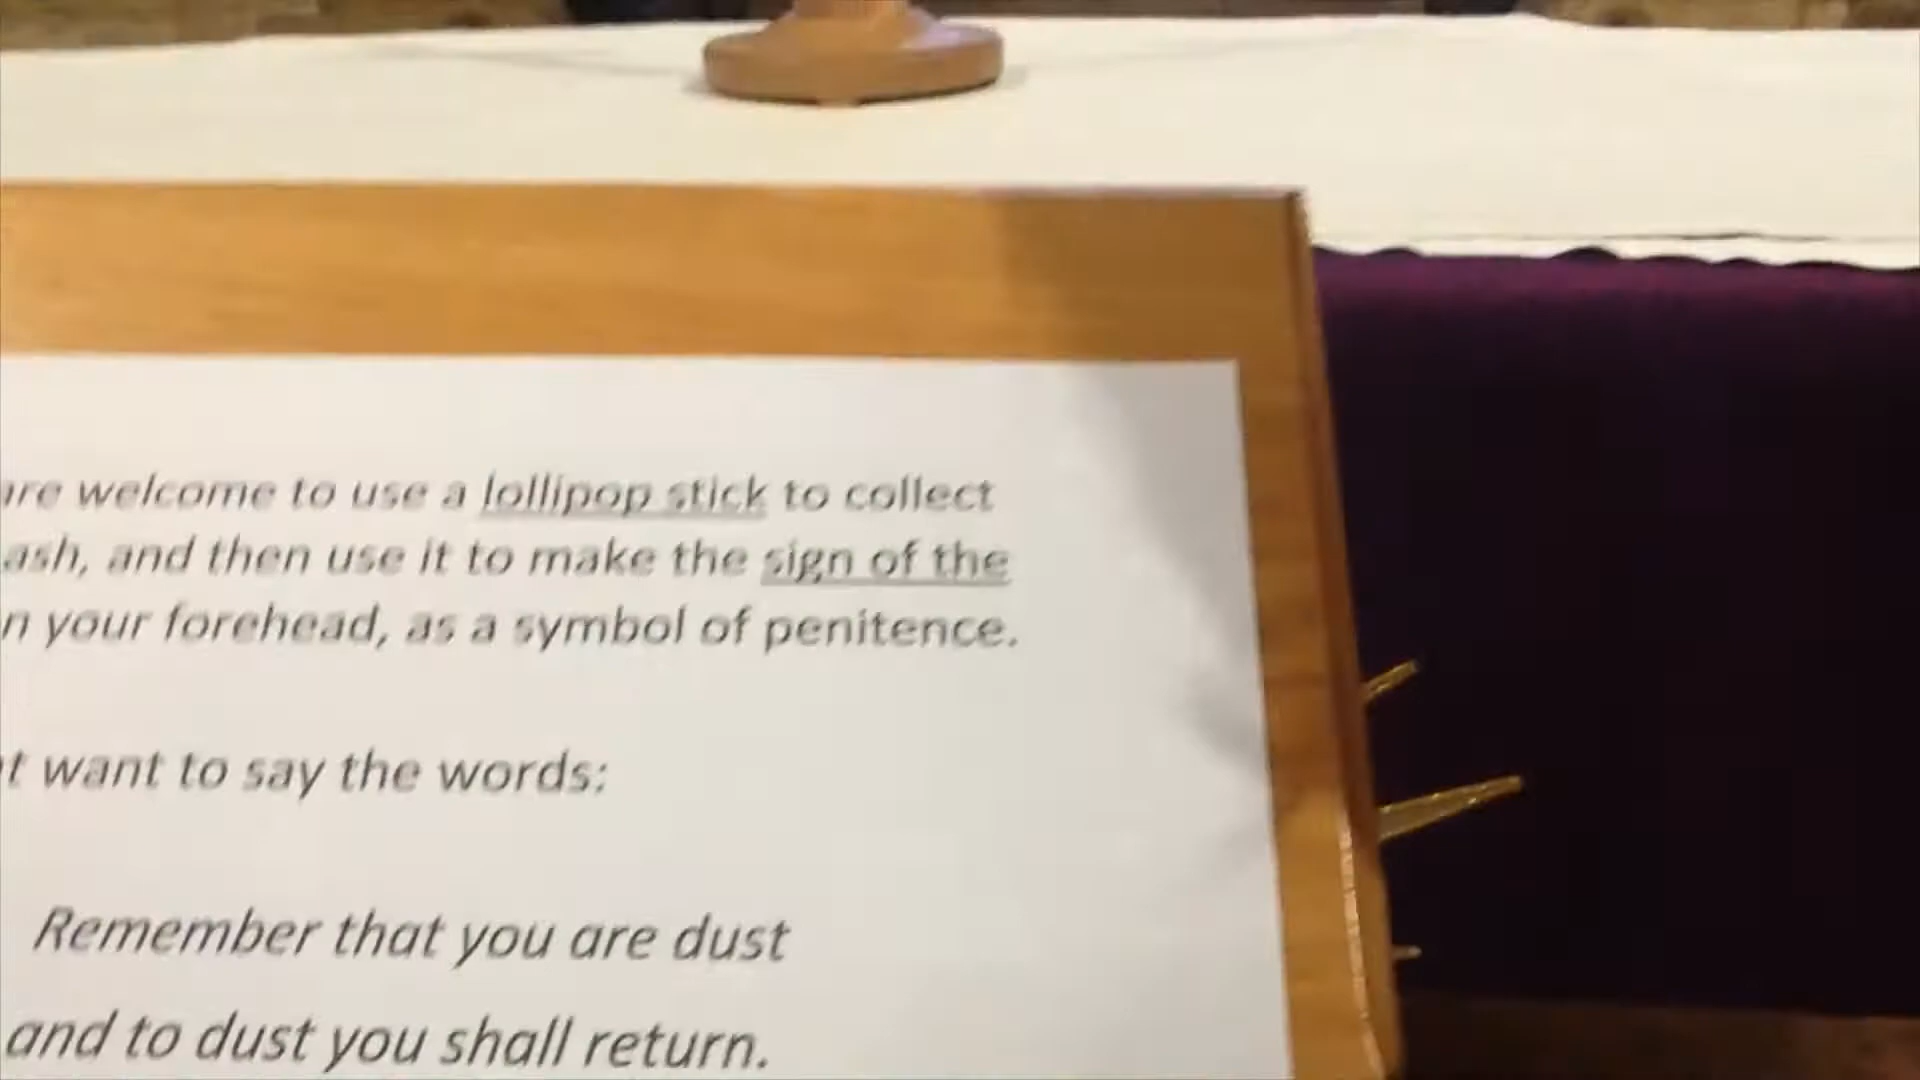 are welcome to use a lollipop stick to collect
ash, and then use it to make the sign of the
n your forehead, as a symbol of penitence.
t want to say the words:
Remember that you are dust
and to dust you shall return.